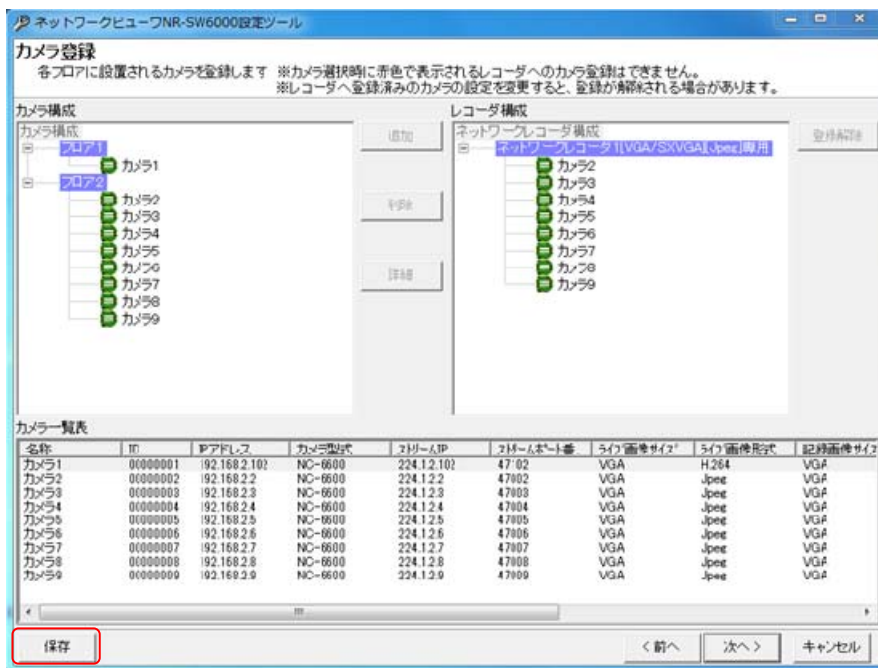 ネットワークビューワNR-SW6000設定ツール
カメラ登録
各フロアに設置されるカメラを登録します ※カメラ選択時に赤色で表示されるレコーダへのカメラ登録はできません。
※レコーダへ登録済みのカメラの設定を変更すると、登録が解除される場合があります。
カメラ構成
カメラ構成
フロア1
カメラ1
フロア2
カメラ2
カメラ3
カメラ4
カメラ5
カメラ6
カメラ7
カメラ8
カメラ9
追加
削除
詳細
レコーダ構成
ネットワークレコーダ構成
ネットワークレコーダ1[VGA/SXVGA][Jpeg]専用
カメラ2
カメラ3
カメラ4
カメラ5
カメラ6
カメラ7
カメラ8
カメラ9
登録解除
カメラ一覧表
名称 ID IPアドレス カメラ型式 ストリームIP ストリームポート番 ライブ画像サイズ ライブ画像形式 記録画像サイズ
カメラ1 00000001 192.168.2.102 NC-6600 224.1.2.102 47102 VGA H.264 VGA
カメラ2 00000002 192.168.2.2 NC-6600 224.1.2.2 47002 VGA Jpeg VGA
カメラ3 00000003 192.168.2.3 NC-6600 224.1.2.3 47003 VGA Jpeg VGA
カメラ4 00000004 192.168.2.4 NC-6600 224.1.2.4 47004 VGA Jpeg VGA
カメラ5 00000005 192.168.2.5 NC-6600 224.1.2.5 47005 VGA Jpeg VGA
カメラ6 00000006 192.168.2.6 NC-6600 224.1.2.6 47006 VGA Jpeg VGA
カメラ7 00000007 192.168.2.7 NC-6600 224.1.2.7 47007 VGA Jpeg VGA
カメラ8 00000008 192.168.2.8 NC-6600 224.1.2.8 47008 VGA Jpeg VGA
カメラ9 00000009 192.168.2.9 NC-6600 224.1.2.9 47009 VGA Jpeg VGA
保存 <前へ 次へ> キャンセル